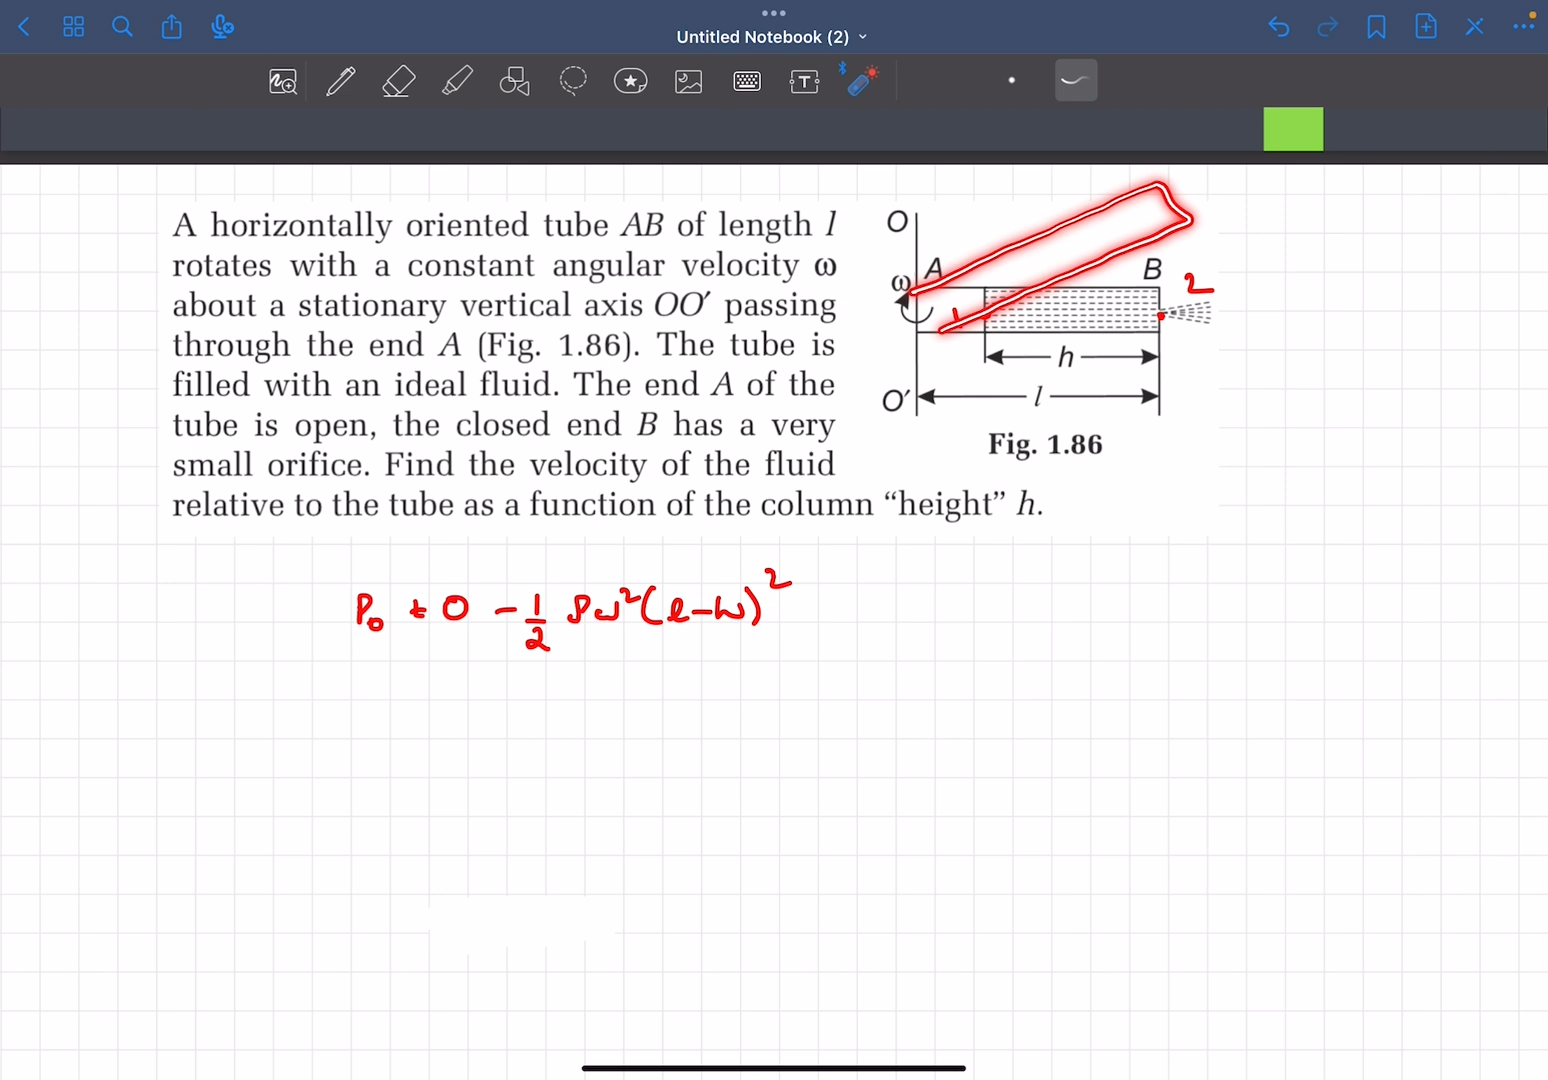 Untitled Notebook (2)
A horizontally oriented tube AB of length l
rotates with a constant angular velocity ω
about a stationary vertical axis OO′ passing
through the end A (Fig. 1.86). The tube is
filled with an ideal fluid. The end A of the
tube is open, the closed end B has a very
small orifice. Find the velocity of the fluid
relative to the tube as a function of the column “height” h.
O
A
B
ω
1
2
h
O′
l
Fig. 1.86
P₀ + 0 - 1/2 ρω²(l-h)²
T